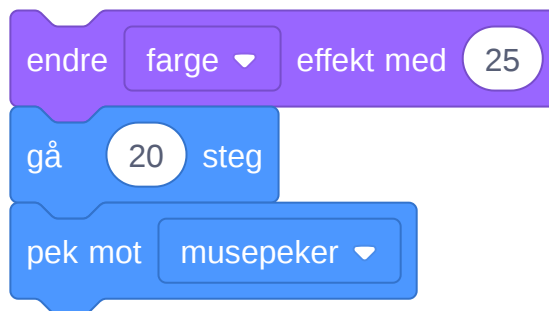 endre farge effekt med 25
gå 20 steg
pek mot musepeker